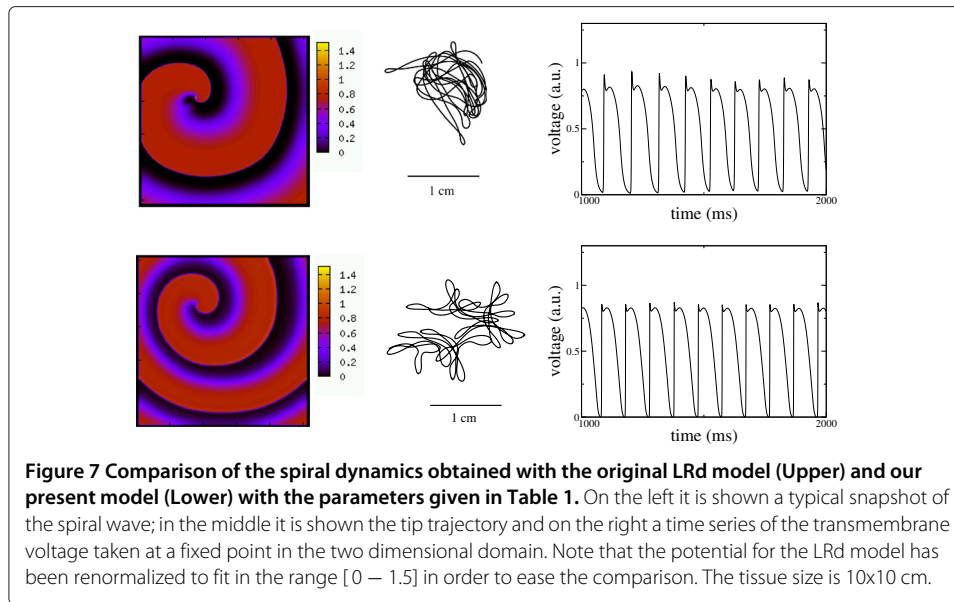 1.4
1.2
1
0.8
0.6
0.4
0.2
0
1 cm
voltage (a.u.)
1
0.5
0
1000
2000
time (ms)
1.4
1.2
1
0.8
0.6
0.4
0.2
0
1 cm
voltage (a.u.)
1
0.5
0
1000
2000
time (ms)
Figure 7 Comparison of the spiral dynamics obtained with the original LRd model (Upper) and our
present model (Lower) with the parameters given in Table 1. On the left it is shown a typical snapshot of
the spiral wave; in the middle it is shown the tip trajectory and on the right a time series of the transmembrane
voltage taken at a fixed point in the two dimensional domain. Note that the potential for the LRd model has
been renormalized to fit in the range [ 0 − 1.5] in order to ease the comparison. The tissue size is 10x10 cm.